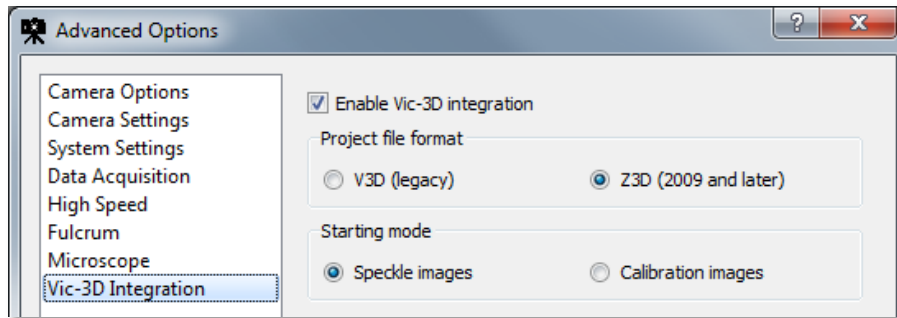 Advanced Options
?
X
Camera Options
Camera Settings
System Settings
Data Acquisition
High Speed
Fulcrum
Microscope
Vic-3D Integration
Enable Vic-3D integration
Project file format
V3D (legacy) Z3D (2009 and later)
Starting mode
Speckle images Calibration images